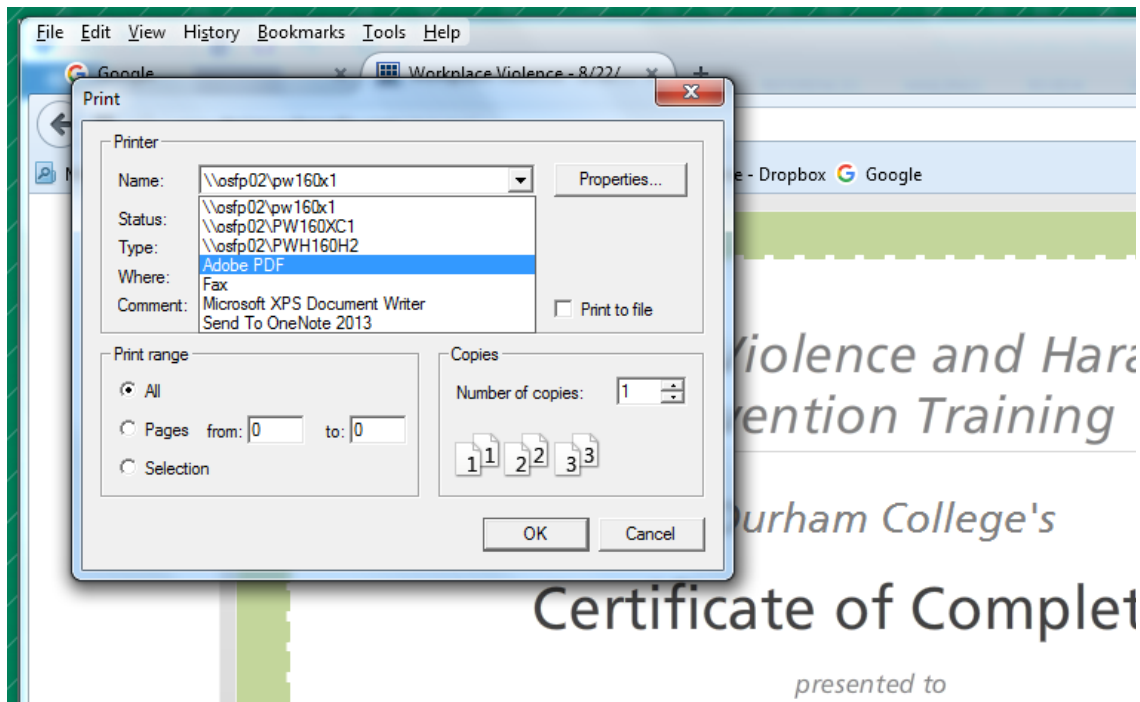 File Edit View History Bookmarks Tools Help
Google
Workplace Violence - 8/22/
Print
Printer
Name: \\osfp02\pw160x1 Properties...
\\osfp02\pw160x1
Status: \\osfp02\PW160XC1
Type: \\osfp02\PWH160H2
Adobe PDF
Where: Fax
Comment: Microsoft XPS Document Writer Print to file
Send To OneNote 2013
Print range
All
Pages from: 0 to: 0
Selection
Copies
Number of copies: 1
1 1 2 2 3 3
OK Cancel
- Dropbox Google
Violence and Hara
vention Training
Durham College's
Certificate of Complet
presented to